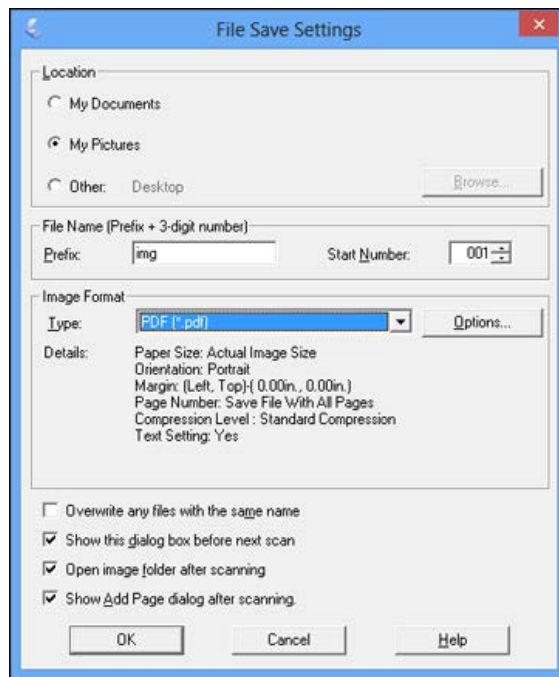 File Save Settings
Location
My Documents
My Pictures
Other: Desktop Browse...
File Name (Prefix + 3-digit number)
Prefix: img Start Number: 001
Image Format
Type: PDF (*.pdf) Options...
Details: Paper Size: Actual Image Size
Orientation: Portrait
Margin: (Left, Top)-( 0.00in., 0.00in.)
Page Number: Save File With All Pages
Compression Level : Standard Compression
Text Setting: Yes
Overwrite any files with the same name
Show this dialog box before next scan
Open image folder after scanning
Show Add Page dialog after scanning.
OK Cancel Help